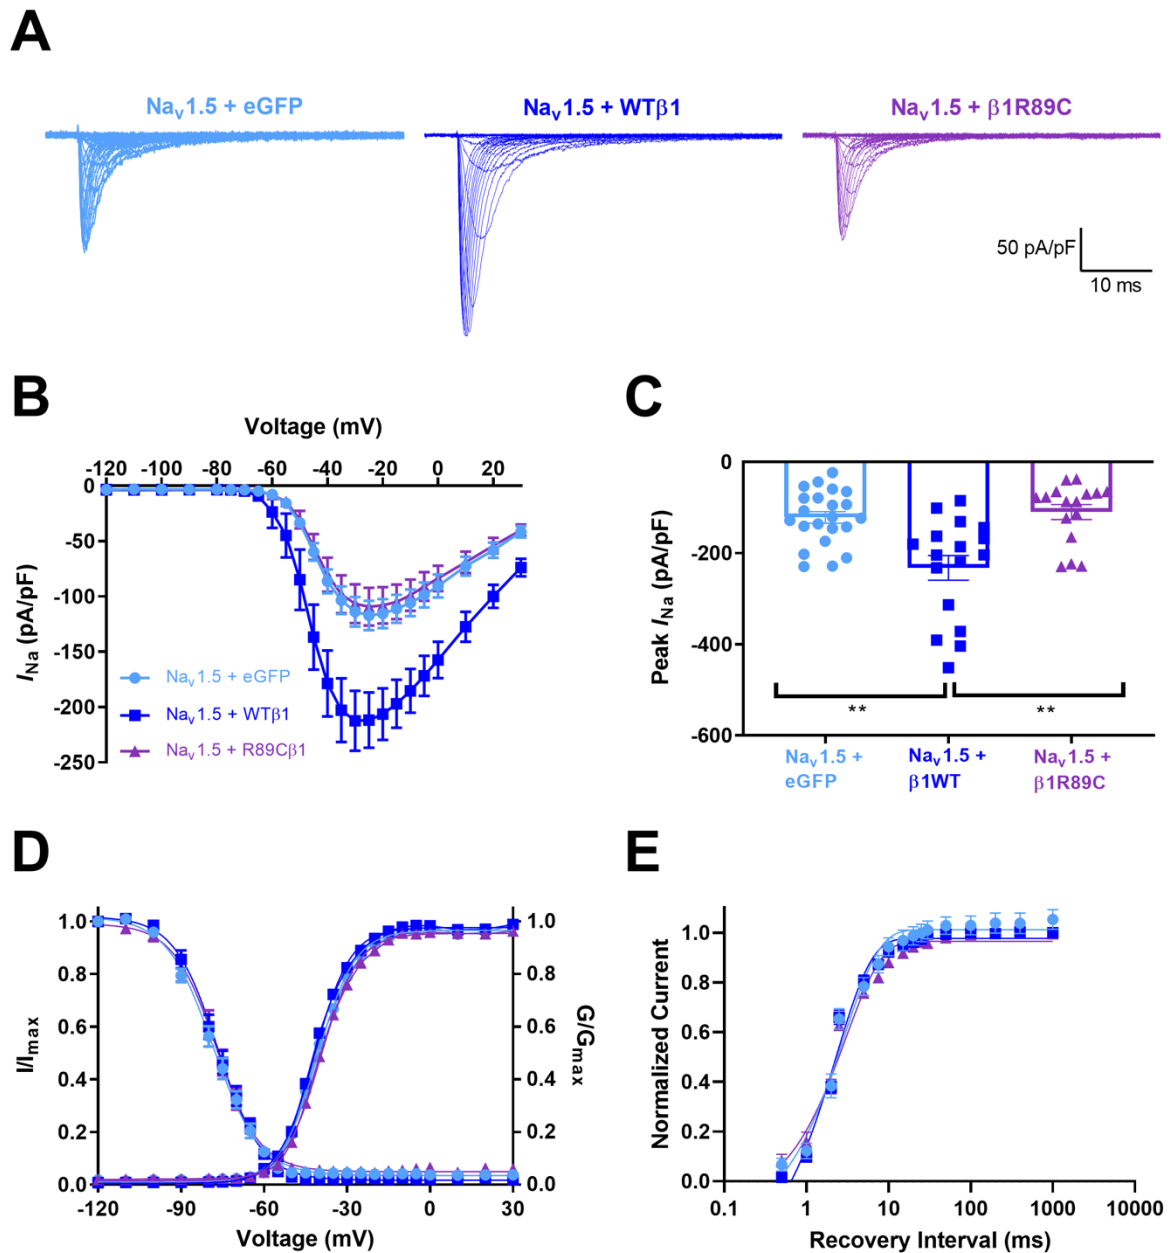 A
Naᵥ1.5 + eGFP
Naᵥ1.5 + WTβ1
Naᵥ1.5 + β1R89C
50 pA/pF
10 ms
B
Voltage (mV)
-120 -100 -80 -60 -40 -20 0 20
0
-50
-100
-150
-200
-250
I_Na (pA/pF)
Naᵥ1.5 + eGFP
Naᵥ1.5 + WTβ1
Naᵥ1.5 + R89Cβ1
C
0
-200
-400
-600
Peak I_Na (pA/pF)
** **
Naᵥ1.5 +
eGFP
Naᵥ1.5 +
β1WT
Naᵥ1.5 +
β1R89C
D
1.0
0.8
0.6
0.4
0.2
0.0
I/I_max
1.0
0.8
0.6
0.4
0.2
0.0
G/G_max
-120 -90 -60 -30 0 30
Voltage (mV)
E
1.0
0.8
0.6
0.4
0.2
0.0
Normalized Current
0.1 1 10 100 1000 10000
Recovery Interval (ms)